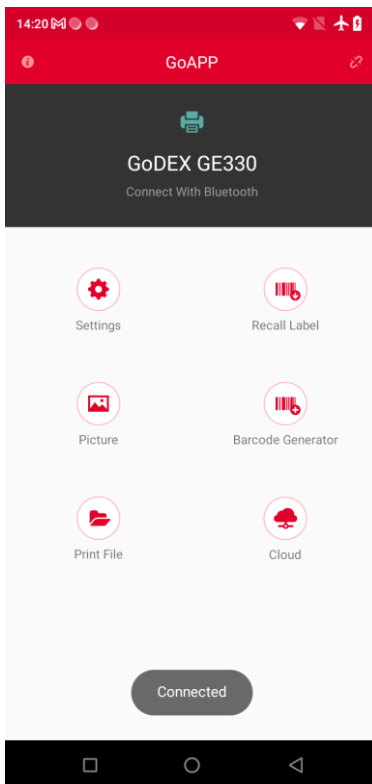 14:20
GoAPP
GoDEX GE330
Connect With Bluetooth
Settings
Recall Label
Picture
Barcode Generator
Print File
Cloud
Connected